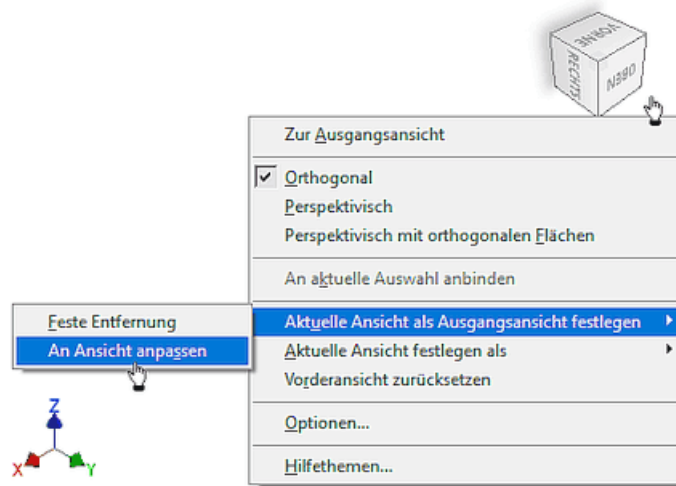 VORNE
RECHTS
OBEN
Zur Ausgangsansicht
Orthogonal
Perspektivisch
Perspektivisch mit orthogonalen Flächen
An aktuelle Auswahl anbinden
Aktuelle Ansicht als Ausgangsansicht festlegen
Feste Entfernung
An Ansicht anpassen
Aktuelle Ansicht festlegen als
Vorderansicht zurücksetzen
Optionen...
Hilfethemen...
Z
X
Y